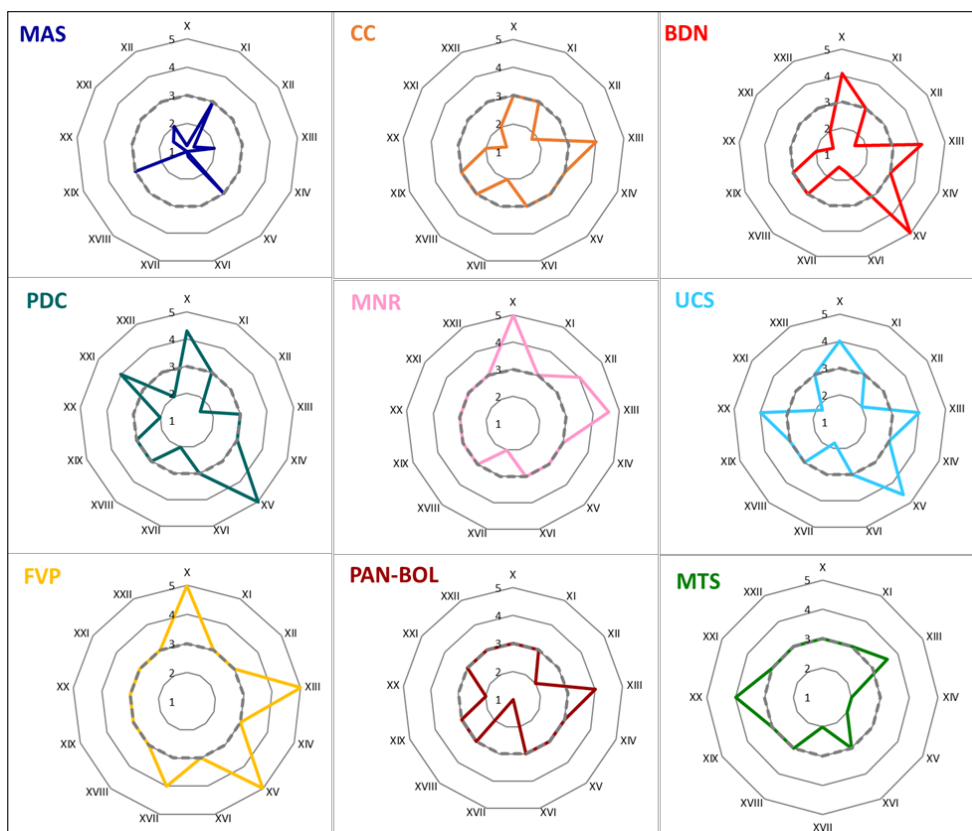 MAS
X
5
XII XI
4
XXI XII
3
2
XX 1 XIII
XIX XIV
XVIII XV
XVII XVI
CC
X
5
XXII XI
4
XXI XII
3
2
XX 1 XIII
XIX XIV
XVIII XV
XVII XVI
BDN
X
5
XXII XI
4
XXI XII
3
2
XX 1 XIII
XIX XIV
XVIII XV
XVII XVI
PDC
X
5
XXII XI
4
XXI XII
3
2
XX 1 XIII
XIX XIV
XVIII XV
XVII XVI
MNR
X
5
XXII XI
4
XXI XII
3
2
XX 1 XIII
XIX XIV
XVIII XV
XVII XVI
UCS
X
5
XXII XI
4
XXI XII
3
2
XX 1 XIII
XIX XIV
XVIII XV
XVII XVI
FVP
X
5
XXII XI
4
XXI XII
3
2
XX 1 XIII
XIX XIV
XVIII XV
XVII XVI
PAN-BOL
X
5
XXII XI
4
XXI XII
3
2
XX 1 XIII
XIX XIV
XVIII XV
XVII XVI
MTS
X
5
XXII XI
4
XXI XIII
3
2
XX 1 XIV
XIX XV
XVIII XVI
XVII